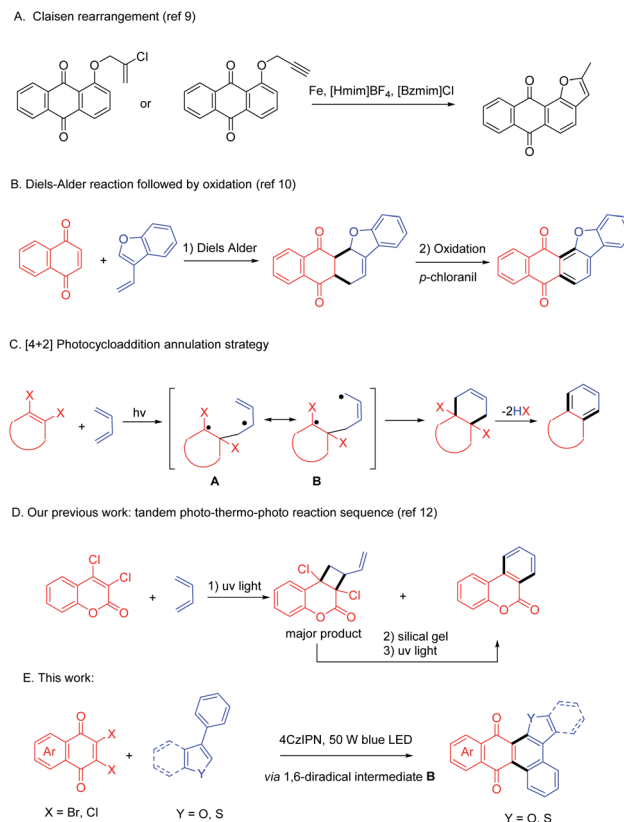 A. Claisen rearrangement (ref 9)
O
O
O
Cl
or
O
O
O
Fe, [Hmim]BF4, [Bzmim]Cl
O
O
O
Me
B. Diels-Alder reaction followed by oxidation (ref 10)
O
O
+
O
1) Diels Alder
O
O
O
2) Oxidation
p-chloranil
O
O
O
C. [4+2] Photocycloaddition annulation strategy
X
X
+
hv
X
X
A
X
X
B
X
X
-2HX
D. Our previous work: tandem photo-thermo-photo reaction sequence (ref 12)
Cl
Cl
O
O
+
1) uv light
Cl
Cl
O
O
major product
+
O
O
2) silical gel
3) uv light
E. This work:
O
Ar
X
X
O
X = Br, Cl
+
Y
Y = O, S
4CzIPN, 50 W blue LED
via 1,6-diradical intermediate B
O
Ar
O
Y
Y = O, S